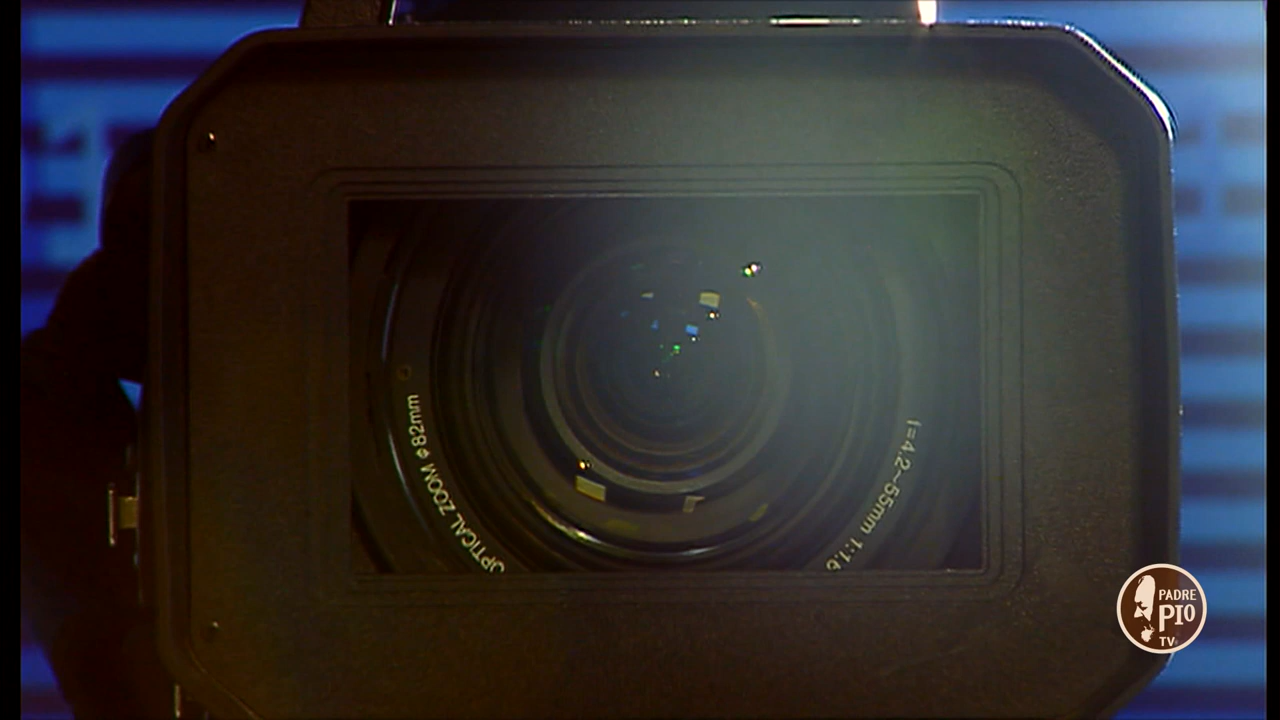 OPTICAL ZOOM ⌀82mm
f=4.2~55mm 1:1.6
PADRE
PIO
TV